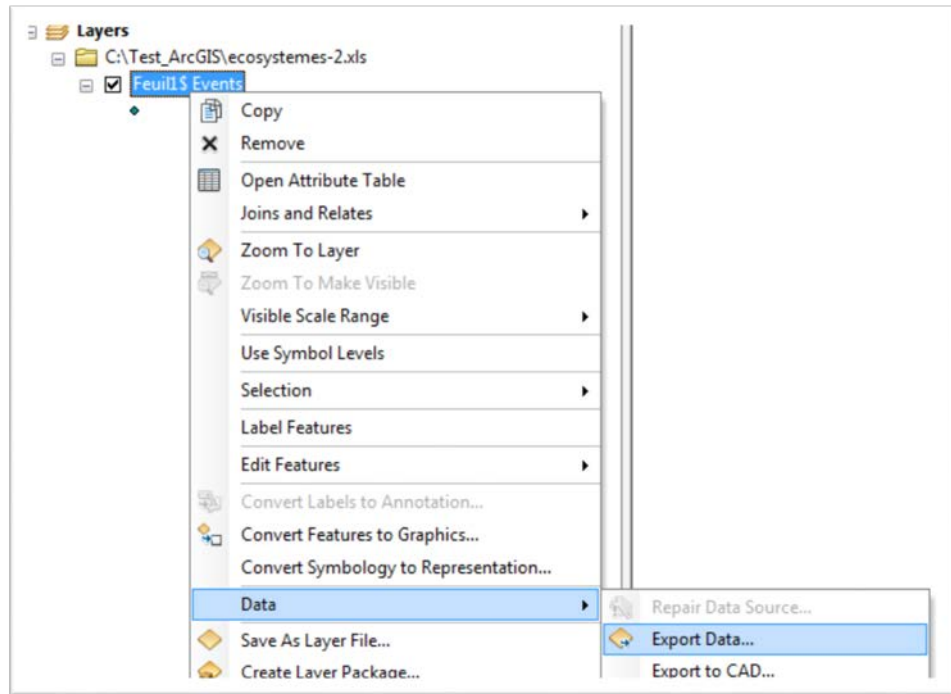 Layers
C:\Test_ArcGIS\ecosystemes-2.xls
Feuil1$ Events
Copy
Remove
Open Attribute Table
Joins and Relates
Zoom To Layer
Zoom To Make Visible
Visible Scale Range
Use Symbol Levels
Selection
Label Features
Edit Features
Convert Labels to Annotation...
Convert Features to Graphics...
Convert Symbology to Representation...
Data
Repair Data Source...
Save As Layer File...
Export Data...
Create Layer Package...
Export to CAD...